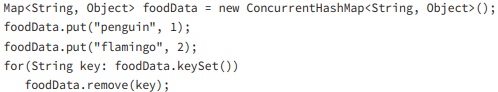 Map<String, Object> foodData = new ConcurrentHashMap<String, Object>();
foodData.put("penguin", 1);
foodData.put("flamingo", 2);
for(String key: foodData.keySet())
   foodData.remove(key);